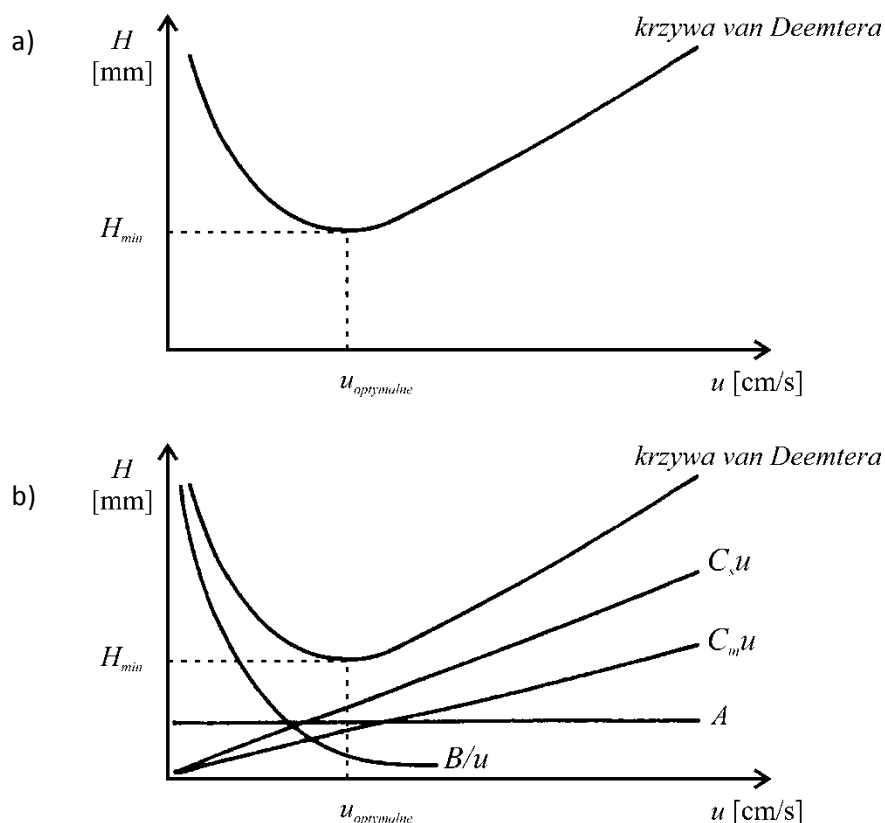 a)
H
[mm]
krzywa van Deemtera
H_min
u_optymalne
u [cm/s]
b)
H
[mm]
krzywa van Deemtera
C_s u
C_m u
H_min
A
B/u
u_optymalne
u [cm/s]